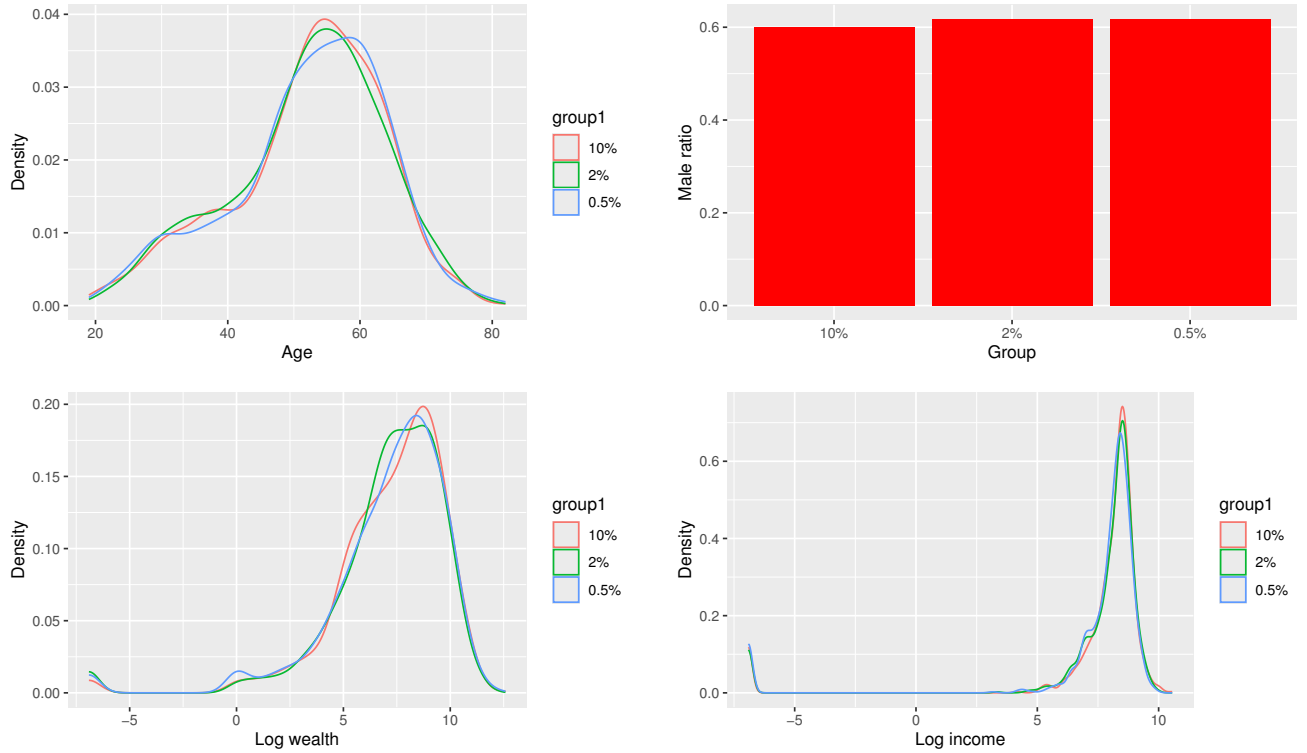 0.04
0.03
0.02
0.01
0.00
Density
20 40 60 80
Age
group1
10%
2%
0.5%
0.6
0.4
0.2
0.0
Male ratio
10% 2% 0.5%
Group
0.20
0.15
0.10
0.05
0.00
Density
−5 0 5 10
Log wealth
group1
10%
2%
0.5%
0.6
0.4
0.2
0.0
Density
−5 0 5 10
Log income
group1
10%
2%
0.5%